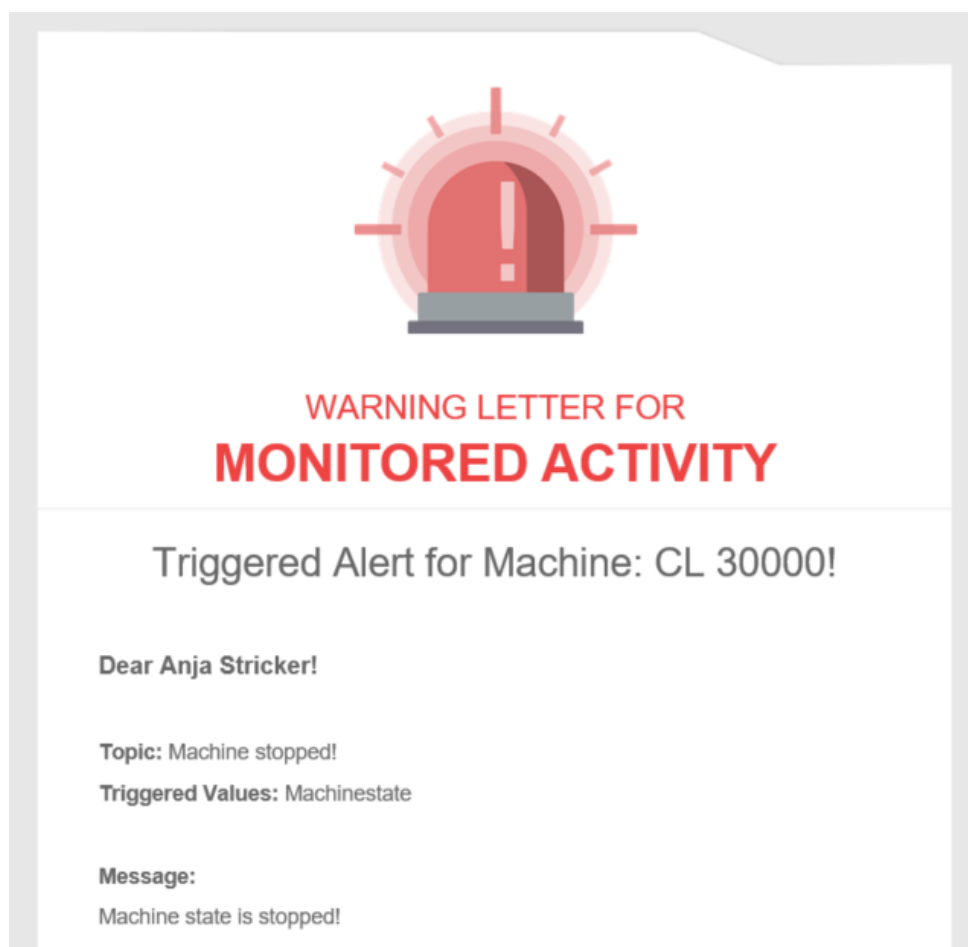 WARNING LETTER FOR
MONITORED ACTIVITY
Triggered Alert for Machine: CL 30000!
Dear Anja Stricker!
Topic: Machine stopped!
Triggered Values: Machinestate
Message:
Machine state is stopped!